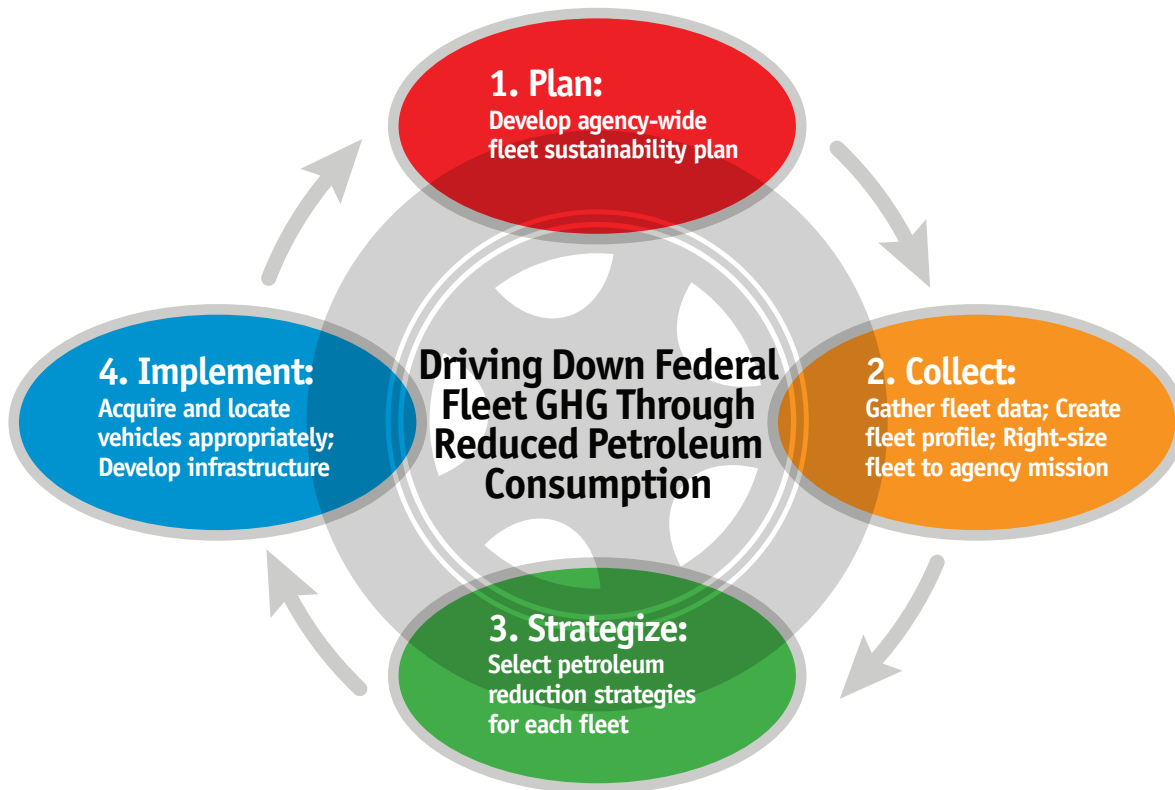 1. Plan:
Develop agency-wide
fleet sustainability plan
2. Collect:
Gather fleet data; Create
fleet profile; Right-size
fleet to agency mission
3. Strategize:
Select petroleum
reduction strategies
for each fleet
4. Implement:
Acquire and locate
vehicles appropriately;
Develop infrastructure
Driving Down Federal
Fleet GHG Through
Reduced Petroleum
Consumption